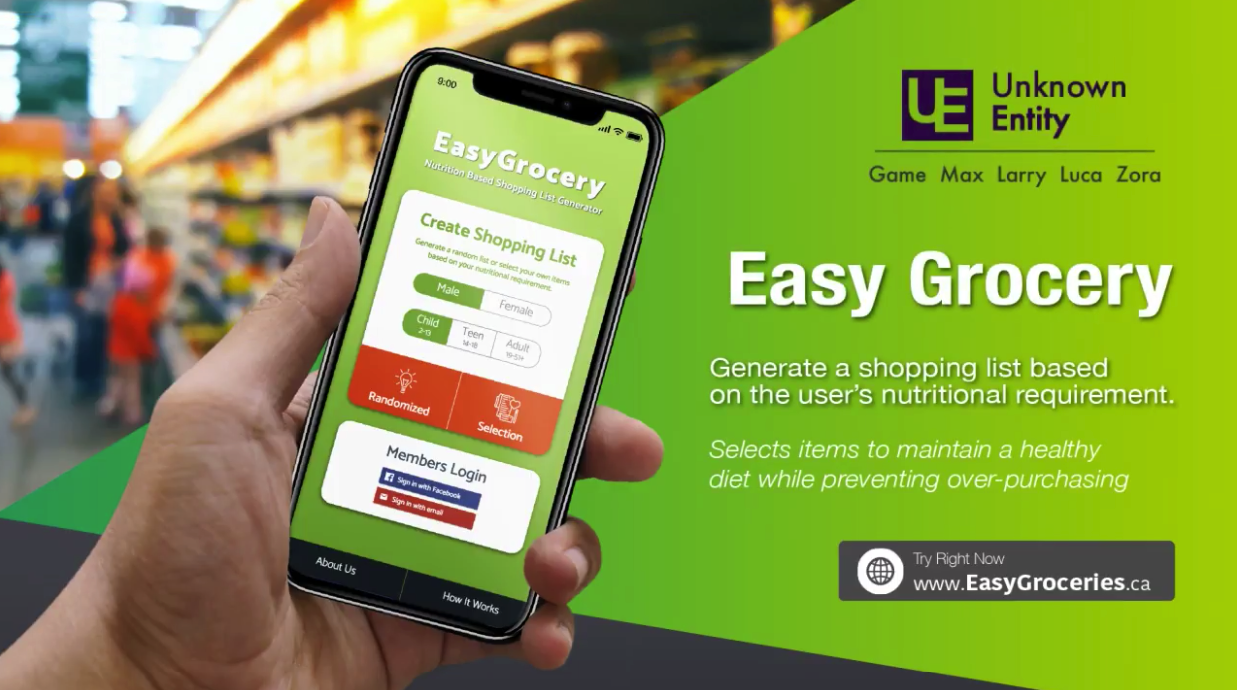 9:00
EasyGrocery
Nutrition Based Shopping List Generator
Create Shopping List
Generate a random list or select your own items
based on your nutritional requirement.
Male Female
Child Teen Adult
2-13 14-18 19-51+
Randomized Selection
Members Login
Sign in with Facebook
Sign in with email
About Us How It Works
UE
Unknown
Entity
Game Max Larry Luca Zora
Easy Grocery
Generate a shopping list based
on the user's nutritional requirement.
Selects items to maintain a healthy
diet while preventing over-purchasing
Try Right Now
www.EasyGroceries.ca